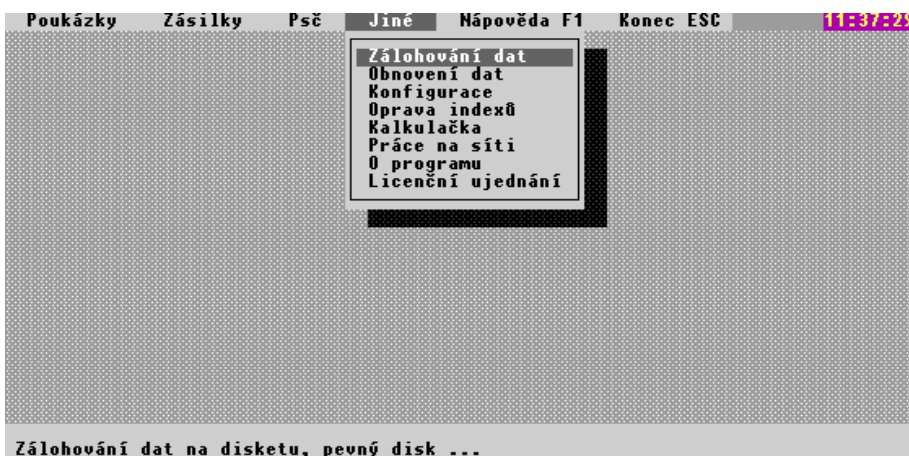 Poukázky Zásilky Psč Jiné Nápověda F1 Konec ESC 11:37:29
Zálohování dat
Obnovení dat
Konfigurace
Oprava indexů
Kalkulačka
Práce na síti
O programu
Licenční ujednání
Zálohování dat na disketu, pevný disk ...